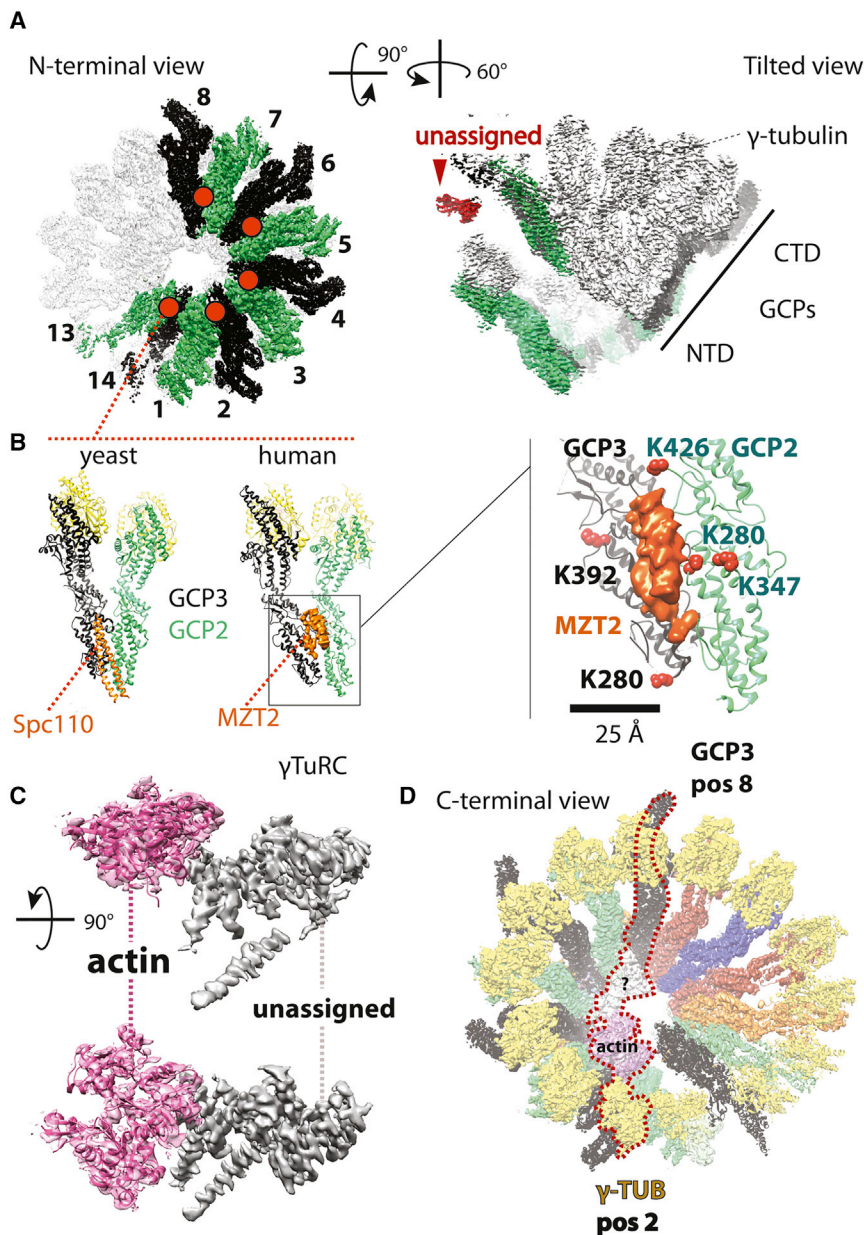 A
N-terminal view
90°
60°
Tilted view
8
7
6
5
4
3
2
1
14
13
unassigned
γ-tubulin
CTD
GCPs
NTD
B
yeast
human
GCP3
GCP2
Spc110
MZT2
GCP3
K426
GCP2
K280
K392
K347
MZT2
K280
25 Å
γTuRC
C
90°
actin
unassigned
D
C-terminal view
GCP3
pos 8
?
actin
γ-TUB
pos 2